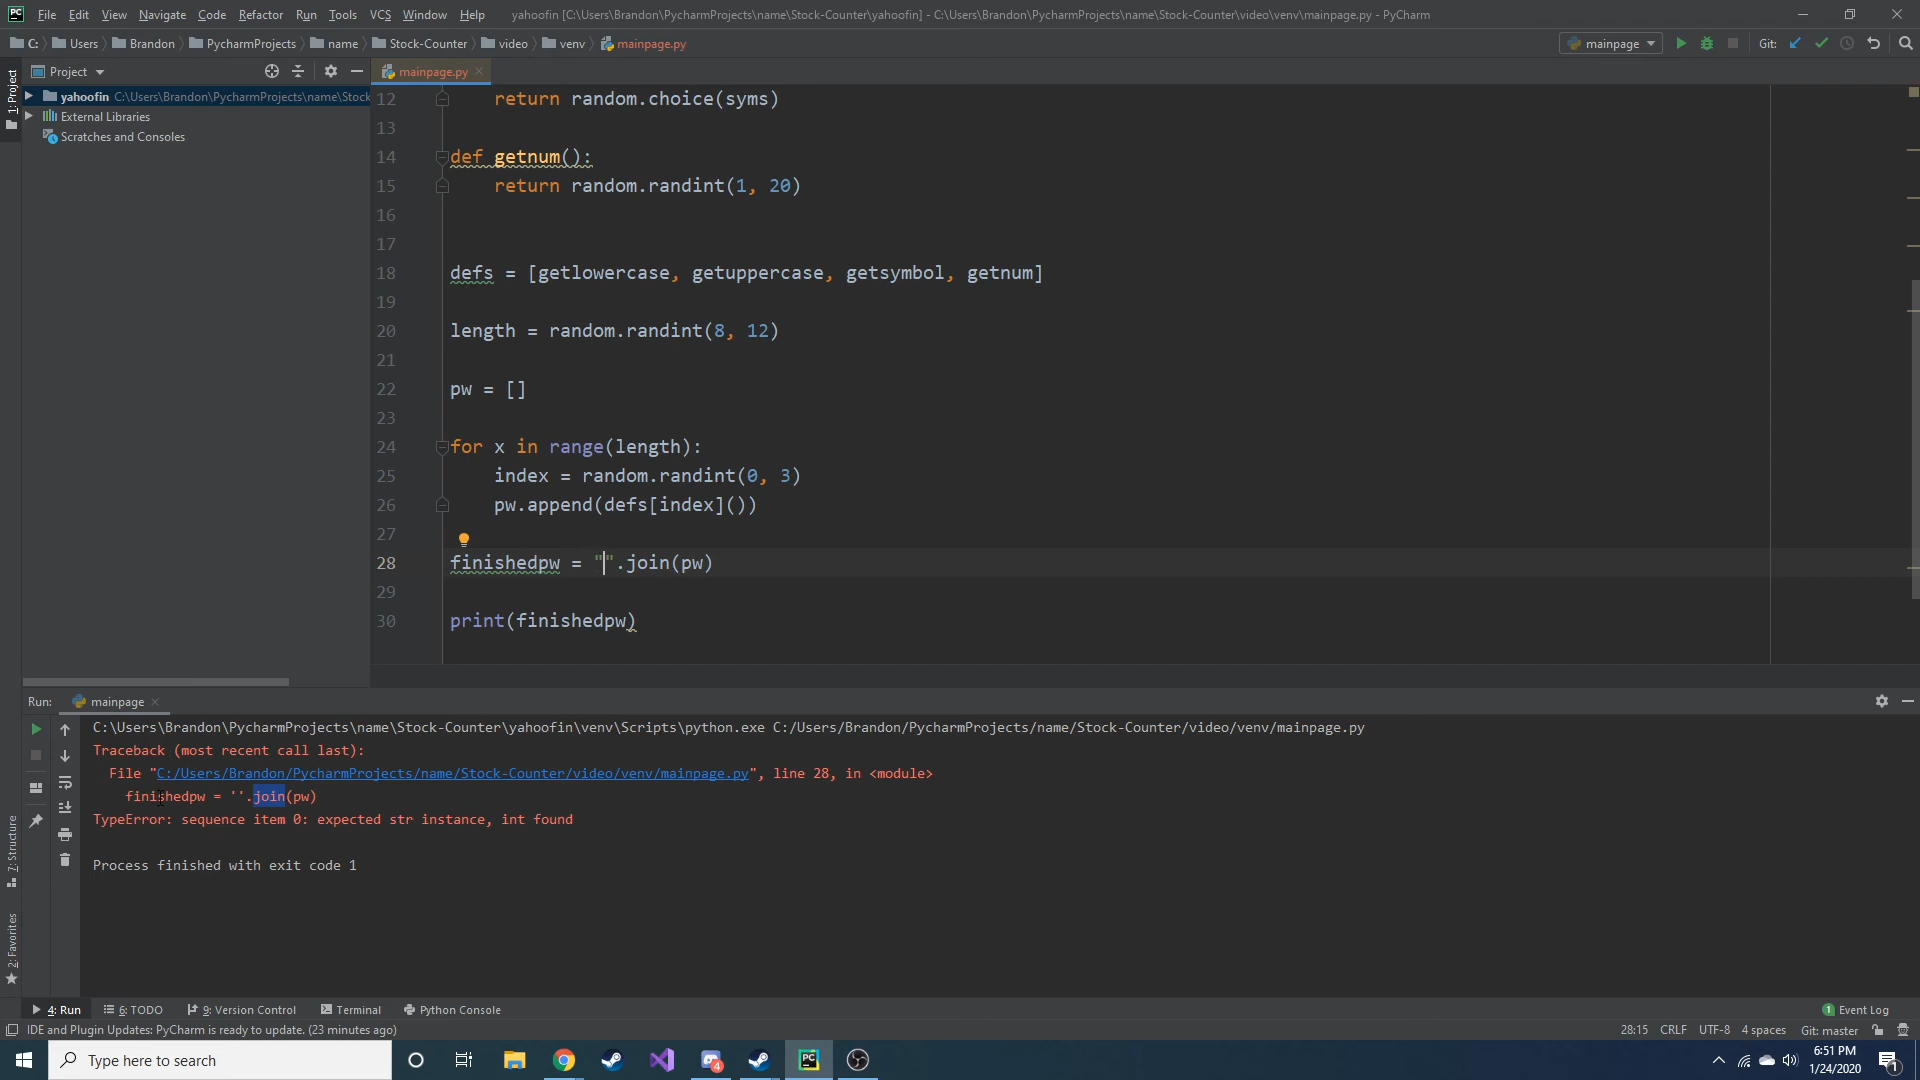 File Edit View Navigate Code Refactor Run Tools VCS Window Help yahoofin [C:\Users\Brandon\PycharmProjects\name\Stock-Counter\yahoofin] - C:\Users\Brandon\PycharmProjects\name\Stock-Counter\video\venv\mainpage.py - PyCharm
C: Users Brandon PycharmProjects name Stock-Counter video venv mainpage.py mainpage Git:
Project mainpage.py
1: Project
yahoofin C:\Users\Brandon\PycharmProjects\name\Stock
External Libraries
Scratches and Consoles
12 return random.choice(syms)
13
14 def getnum():
15 return random.randint(1, 20)
16
17
18 defs = [getlowercase, getuppercase, getsymbol, getnum]
19
20 length = random.randint(8, 12)
21
22 pw = []
23
24 for x in range(length):
25 index = random.randint(0, 3)
26 pw.append(defs[index]())
27
28 finishedpw = "".join(pw)
29
30 print(finishedpw)
Run: mainpage
C:\Users\Brandon\PycharmProjects\name\Stock-Counter\yahoofin\venv\Scripts\python.exe C:/Users/Brandon/PycharmProjects/name/Stock-Counter/video/venv/mainpage.py
Traceback (most recent call last):
File "C:/Users/Brandon/PycharmProjects/name/Stock-Counter/video/venv/mainpage.py", line 28, in <module>
finishedpw = ''.join(pw)
TypeError: sequence item 0: expected str instance, int found
Process finished with exit code 1
7: Structure
2: Favorites
4: Run 6: TODO 9: Version Control Terminal Python Console 1 Event Log
IDE and Plugin Updates: PyCharm is ready to update. (23 minutes ago) 28:15 CRLF UTF-8 4 spaces Git: master
Type here to search 4 PC 6:51 PM
1/24/2020 1